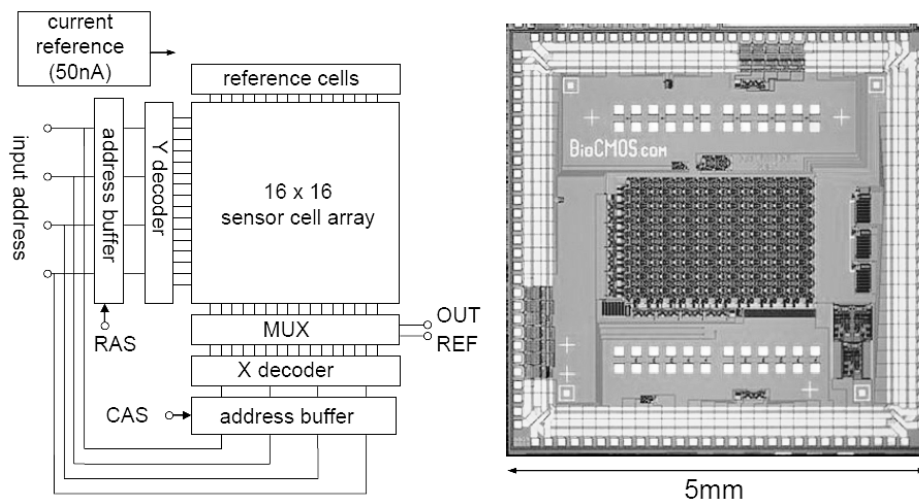 current
reference
(50nA)
reference cells
input address
address buffer
Y decoder
16 x 16
sensor cell array
RAS
MUX
OUT
REF
X decoder
CAS
address buffer
BioCMOS.com
5mm